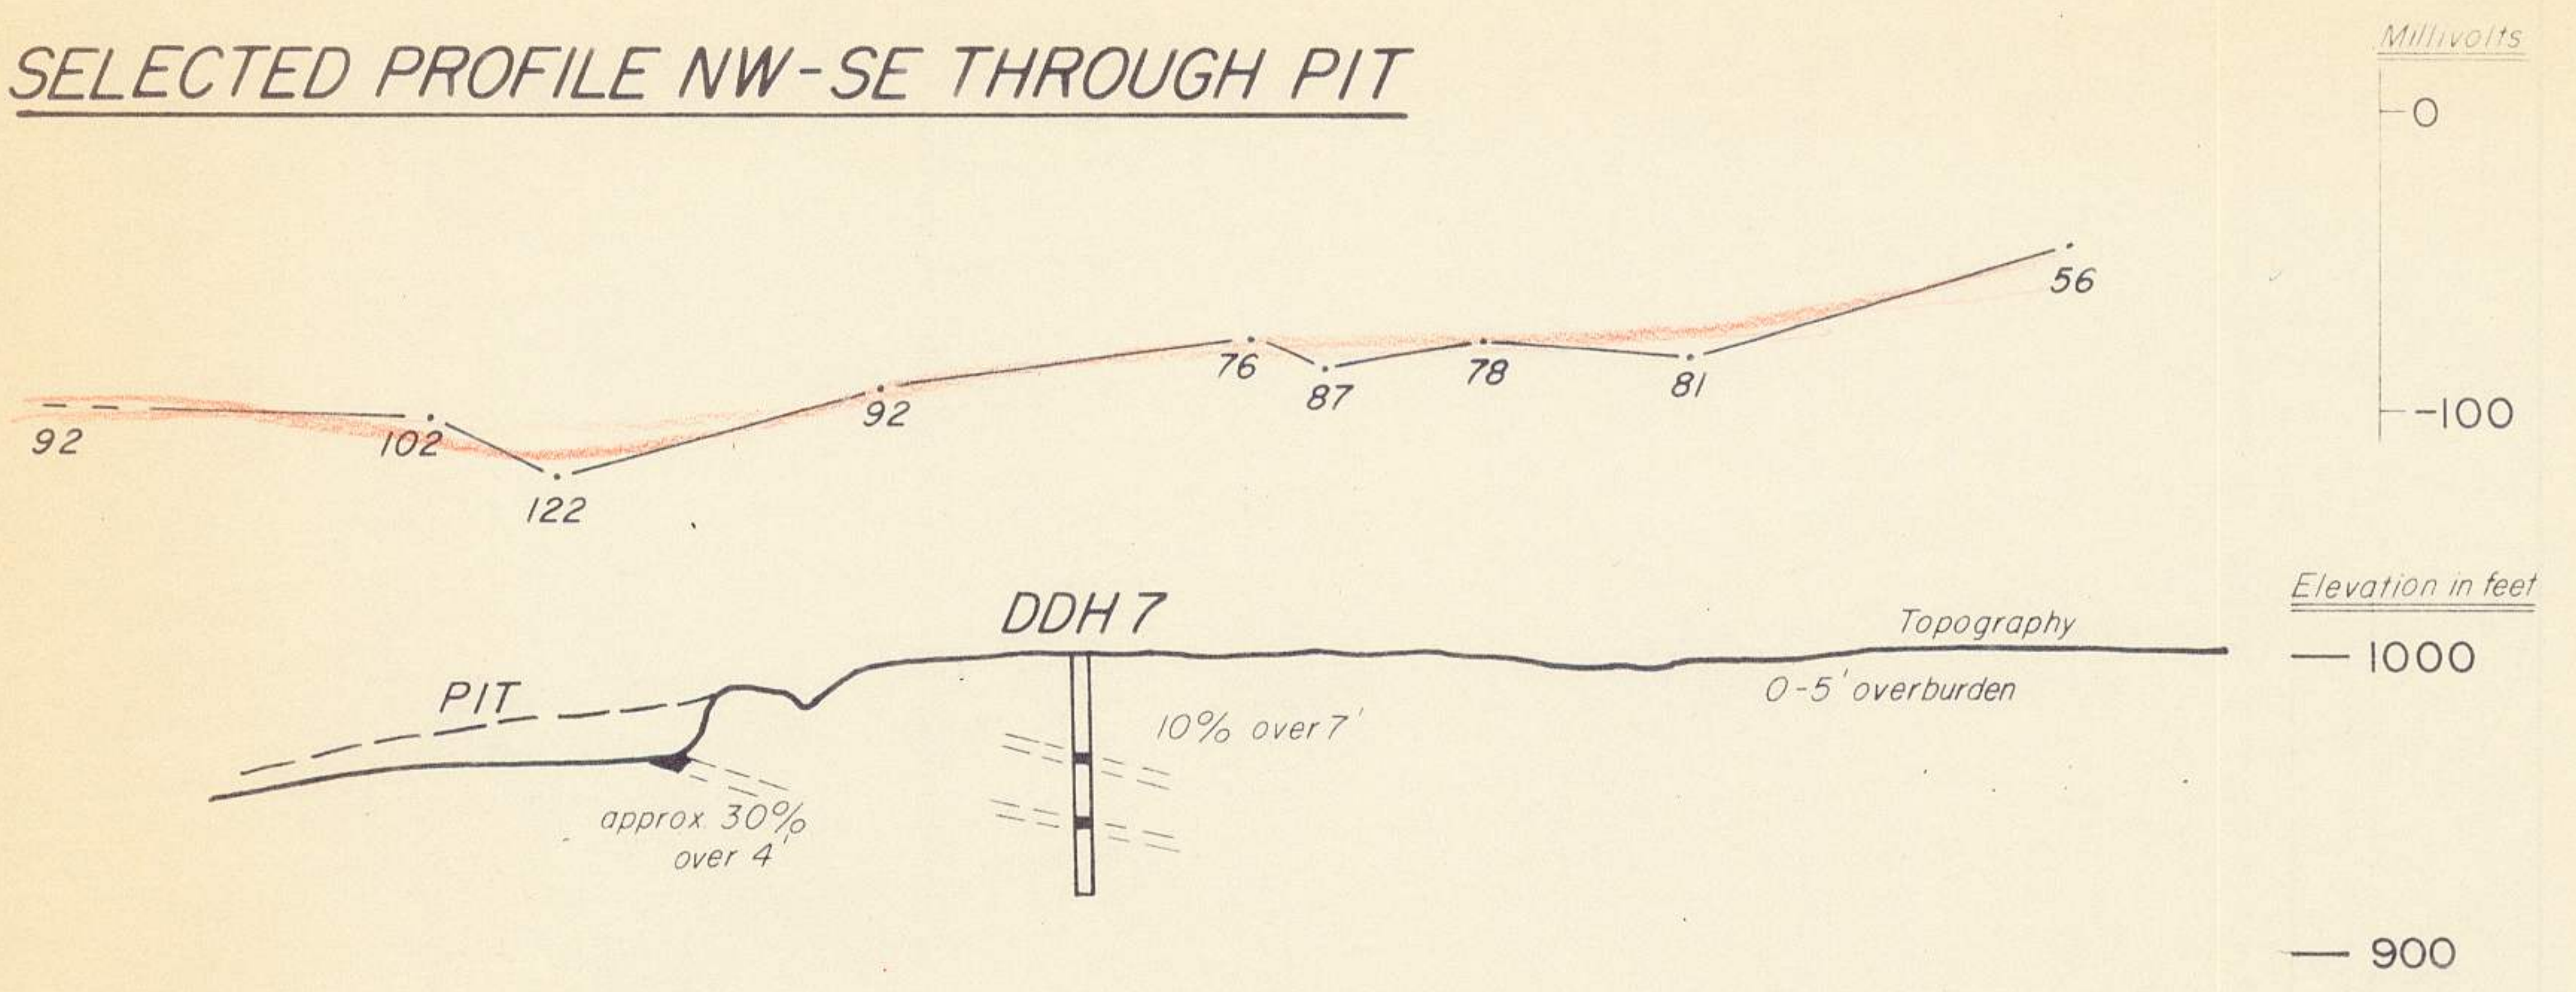 SELECTED PROFILE NW-SE THROUGH PIT
Millivolts
0
-100
92
102
122
92
76
87
78
81
56
DDH 7
PIT
approx. 30%
over 4'
10% over 7'
Topography
0-5' overburden
Elevation in feet
1000
900